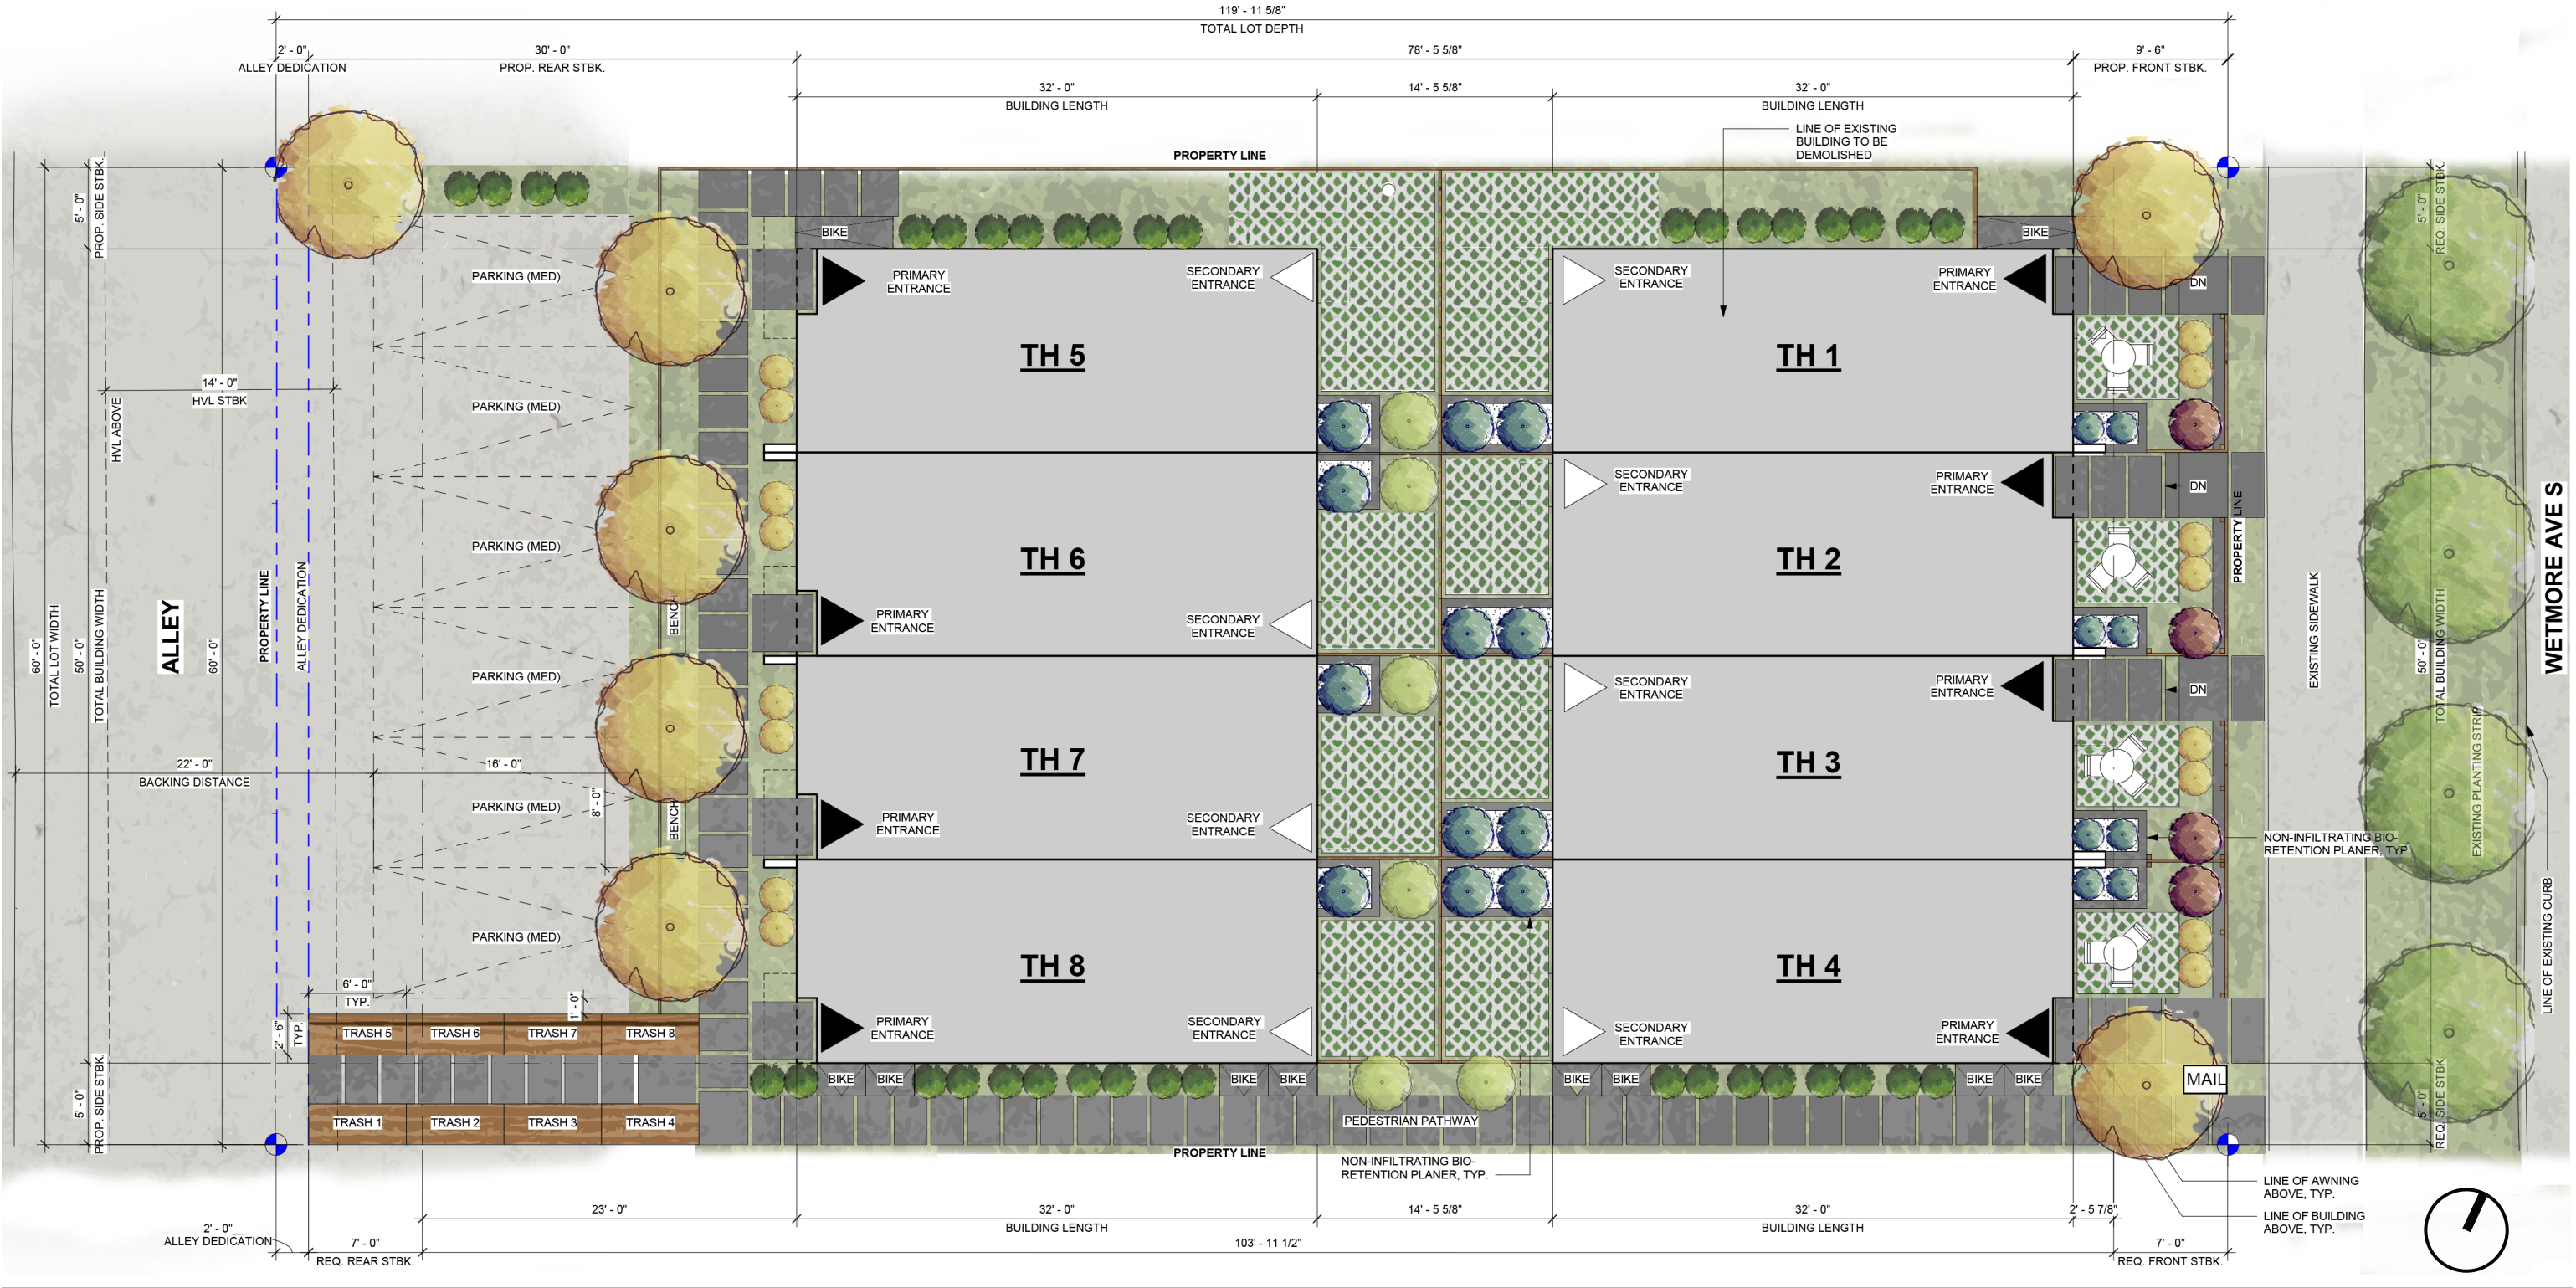 119' - 11 5/8"
TOTAL LOT DEPTH
2' - 0"
ALLEY DEDICATION
30' - 0"
PROP. REAR STBK.
78' - 5 5/8"
9' - 6"
PROP. FRONT STBK.
32' - 0"
BUILDING LENGTH
14' - 5 5/8"
32' - 0"
BUILDING LENGTH
LINE OF EXISTING
BUILDING TO BE
DEMOLISHED
PROPERTY LINE
5' - 0"
PROP. SIDE STBK.
5' - 0"
REQ. SIDE STBK.
BIKE
BIKE
PARKING (MED)
PRIMARY
ENTRANCE
SECONDARY
ENTRANCE
SECONDARY
ENTRANCE
PRIMARY
ENTRANCE
DN
TH 5
TH 1
14' - 0"
HVL STBK
HVL ABOVE
PARKING (MED)
SECONDARY
ENTRANCE
PRIMARY
ENTRANCE
DN
PARKING (MED)
TH 6
TH 2
PRIMARY
ENTRANCE
SECONDARY
ENTRANCE
BENCH
60' - 0"
TOTAL LOT WIDTH
50' - 0"
TOTAL BUILDING WIDTH
ALLEY
60' - 0"
PROPERTY LINE
ALLEY DEDICATION
PROPERTY LINE
EXISTING SIDEWALK
50' - 0"
TOTAL BUILDING WIDTH
EXISTING PLANTING STRIP
WETMORE AVE S
LINE OF EXISTING CURB
PARKING (MED)
SECONDARY
ENTRANCE
PRIMARY
ENTRANCE
DN
TH 7
TH 3
22' - 0"
BACKING DISTANCE
16' - 0"
8' - 0"
PARKING (MED)
BENCH
PRIMARY
ENTRANCE
SECONDARY
ENTRANCE
NON-INFILTRATING BIO-
RETENTION PLANER, TYP.
PARKING (MED)
TH 8
TH 4
6' - 0"
TYP.
1' - 0"
2' - 6"
TYP.
PRIMARY
ENTRANCE
SECONDARY
ENTRANCE
SECONDARY
ENTRANCE
PRIMARY
ENTRANCE
TRASH 5
TRASH 6
TRASH 7
TRASH 8
BIKE
BIKE
BIKE
BIKE
BIKE
BIKE
BIKE
BIKE
MAIL
5' - 0"
PROP. SIDE STBK.
5' - 0"
REQ. SIDE STBK
TRASH 1
TRASH 2
TRASH 3
TRASH 4
PEDESTRIAN PATHWAY
PROPERTY LINE
NON-INFILTRATING BIO-
RETENTION PLANER, TYP.
LINE OF AWNING
ABOVE, TYP.
LINE OF BUILDING
ABOVE, TYP.
23' - 0"
32' - 0"
BUILDING LENGTH
14' - 5 5/8"
32' - 0"
BUILDING LENGTH
2' - 5 7/8"
2' - 0"
ALLEY DEDICATION
7' - 0"
REQ. REAR STBK.
103' - 11 1/2"
7' - 0"
REQ. FRONT STBK.